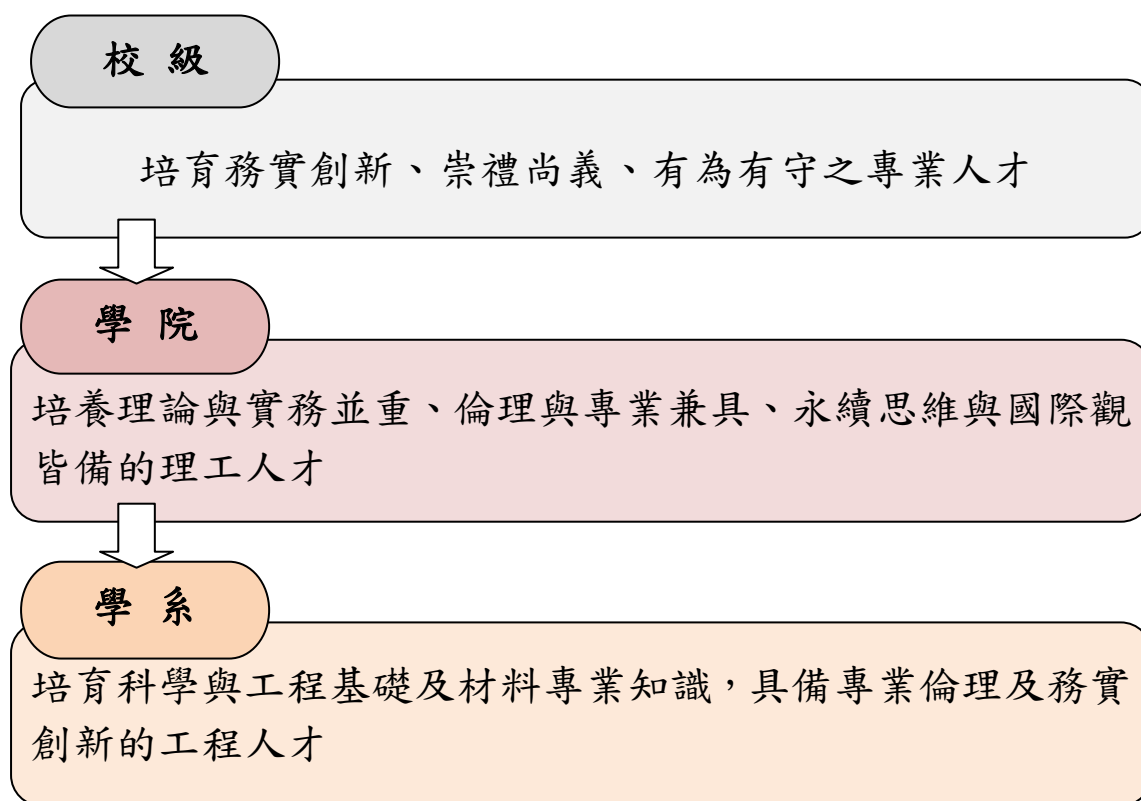 校 級
培育務實創新、崇禮尚義、有為有守之專業人才
學 院
培養理論與實務並重、倫理與專業兼具、永續思維與國際觀
皆備的理工人才
學 系
培育科學與工程基礎及材料專業知識，具備專業倫理及務實
創新的工程人才